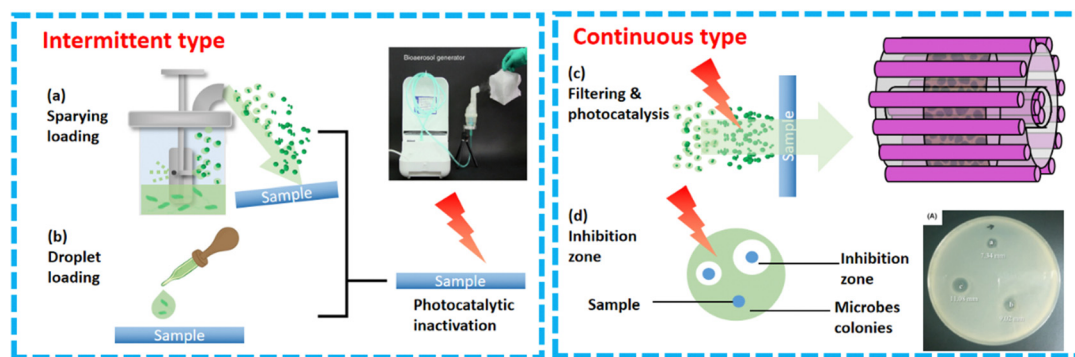 Intermittent type
(a)
Sparying
loading
Sample
(b)
Droplet
loading
Sample
Bioaerosol generator
Sample
Photocatalytic
inactivation
Continuous type
(c)
Filtering &
photocatalysis
Sample
(d)
Inhibition
zone
Inhibition
zone
Sample
Microbes
colonies
(A)